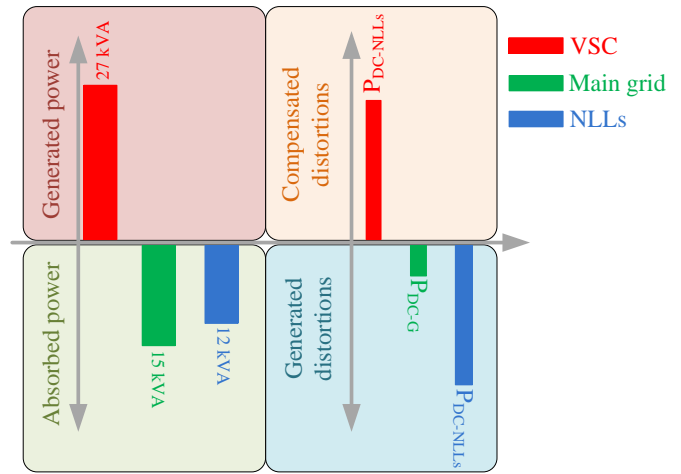 Generated power
27 kVA
Compensated
distortions
P_DC-NLLs
VSC
Main grid
NLLs
Absorbed power
15 kVA
12 kVA
Generated
distortions
P_DC-G
P_DC-NLLs